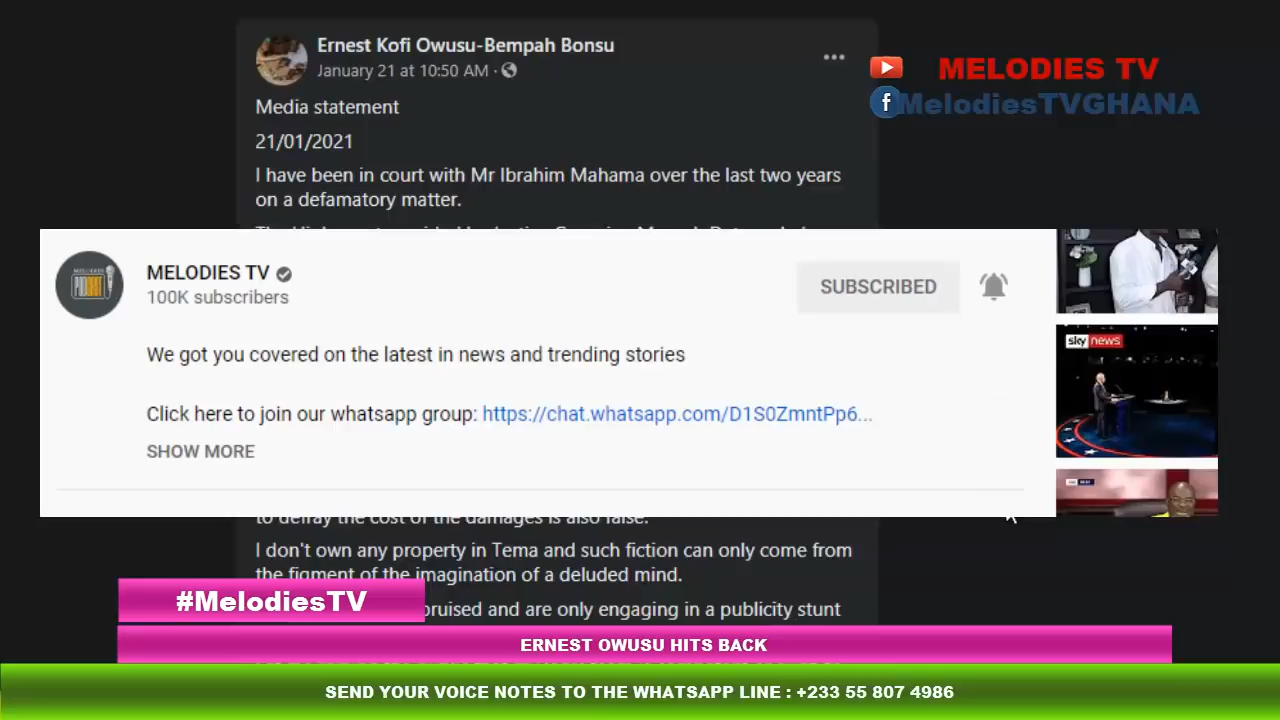 Ernest Kofi Owusu-Bempah Bonsu
January 21 at 10:50 AM ·
MELODIES TV
MelodiesTVGHANA
Media statement
21/01/2021
I have been in court with Mr Ibrahim Mahama over the last two years
on a defamatory matter.
MELODIES TV
100K subscribers
SUBSCRIBED
We got you covered on the latest in news and trending stories
Click here to join our whatsapp group: https://chat.whatsapp.com/D1S0ZmntPp6...
SHOW MORE
sky news
to defray the cost of the damages is also false.
I don't own any property in Tema and such fiction can only come from
the figment of the imagination of a deluded mind.
#MelodiesTV
bruised and are only engaging in a publicity stunt
ERNEST OWUSU HITS BACK
SEND YOUR VOICE NOTES TO THE WHATSAPP LINE : +233 55 807 4986